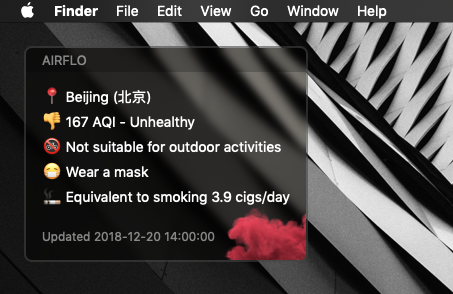 Finder File Edit View Go Window Help
AIRFLO
📍 Beijing (北京)
👎 167 AQI - Unhealthy
🚳 Not suitable for outdoor activities
😷 Wear a mask
🚬 Equivalent to smoking 3.9 cigs/day
Updated 2018-12-20 14:00:00